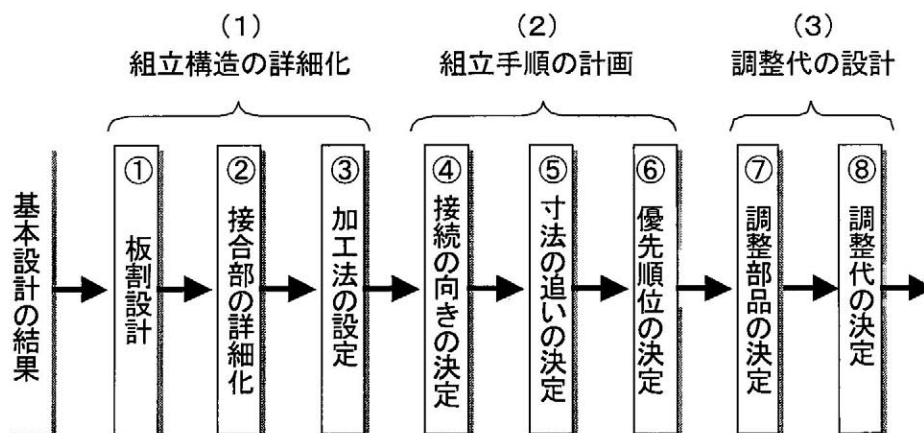 （１）
組立構造の詳細化
（２）
組立手順の計画
（３）
調整代の設計
基本設計の結果
① 板割設計
② 接合部の詳細化
③ 加工法の設定
④ 接続の向きの決定
⑤ 寸法の追いの決定
⑥ 優先順位の決定
⑦ 調整部品の決定
⑧ 調整代の決定